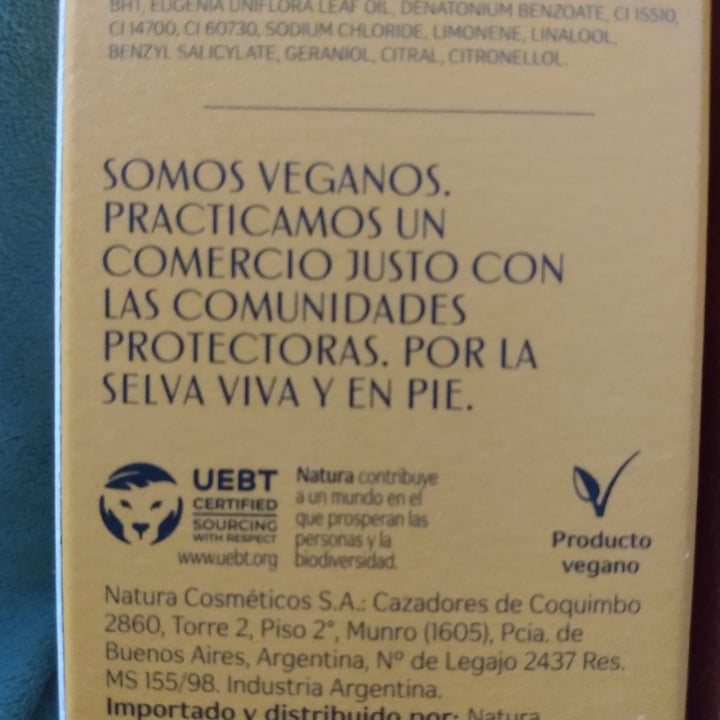 BHT, EUGENIA UNIFLORA LEAF OIL, DENATONIUM BENZOATE, CI 15510,
CI 14700, CI 60730, SODIUM CHLORIDE, LIMONENE, LINALOOL,
BENZYL SALICYLATE, GERANIOL, CITRAL, CITRONELLOL.
SOMOS VEGANOS.
PRACTICAMOS UN
COMERCIO JUSTO CON
LAS COMUNIDADES
PROTECTORAS. POR LA
SELVA VIVA Y EN PIE.
UEBT
CERTIFIED
SOURCING
WITH RESPECT
www.uebt.org
Natura contribuye
a un mundo en el
que prosperan las
personas y la
biodiversidad.
Producto
vegano
Natura Cosméticos S.A.: Cazadores de Coquimbo
2860, Torre 2, Piso 2°, Munro (1605), Pcia. de
Buenos Aires, Argentina, N° de Legajo 2437 Res.
MS 155/98. Industria Argentina.
Importado y distribuido por: Natura